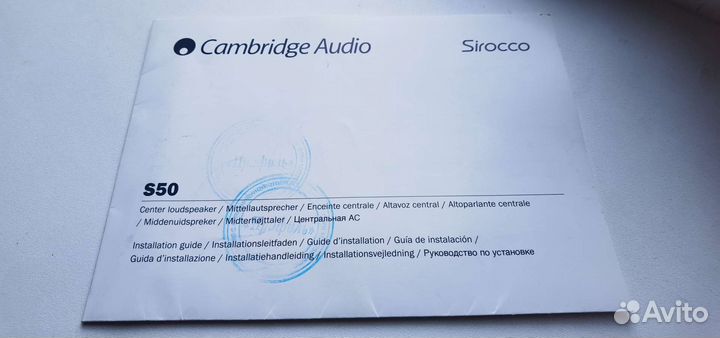 Cambridge Audio
Sirocco
S50
Center loudspeaker / Mittellautsprecher / Enceinte centrale / Altavoz central / Altoparlante centrale
/ Middenuidspreker / Midterhøjttaler / Центральная АС
Installation guide / Installationsleitfaden / Guide d'installation / Guía de instalación /
Guida d'installazione / Installatiehandleiding / Installationsvejledning / Руководство по установке
Avito